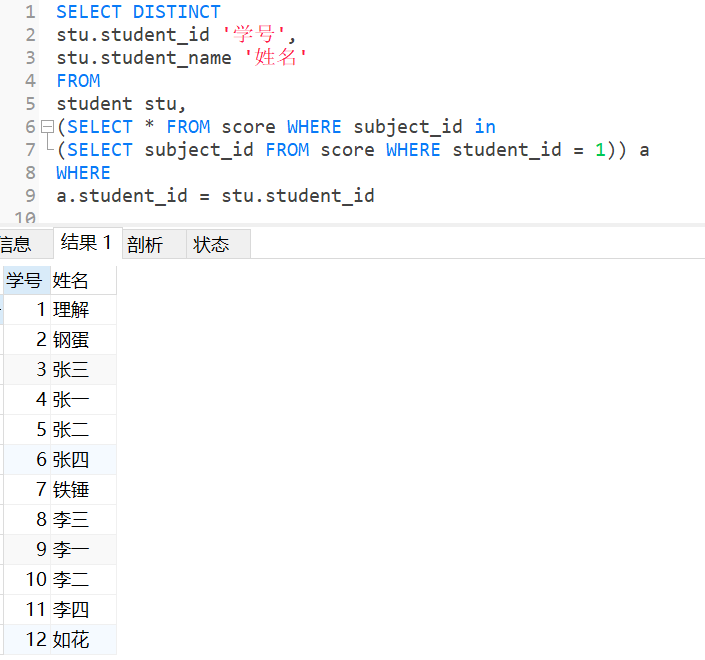 1 SELECT DISTINCT
2 stu.student_id '学号',
3 stu.student_name '姓名'
4 FROM
5 student stu,
6 (SELECT * FROM score WHERE subject_id in
7 (SELECT subject_id FROM score WHERE student_id = 1)) a
8 WHERE
9 a.student_id = stu.student_id
10
信息 结果 1 剖析 状态
学号 姓名
1 理解
2 钢蛋
3 张三
4 张一
5 张二
6 张四
7 铁锤
8 李三
9 李一
10 李二
11 李四
12 如花